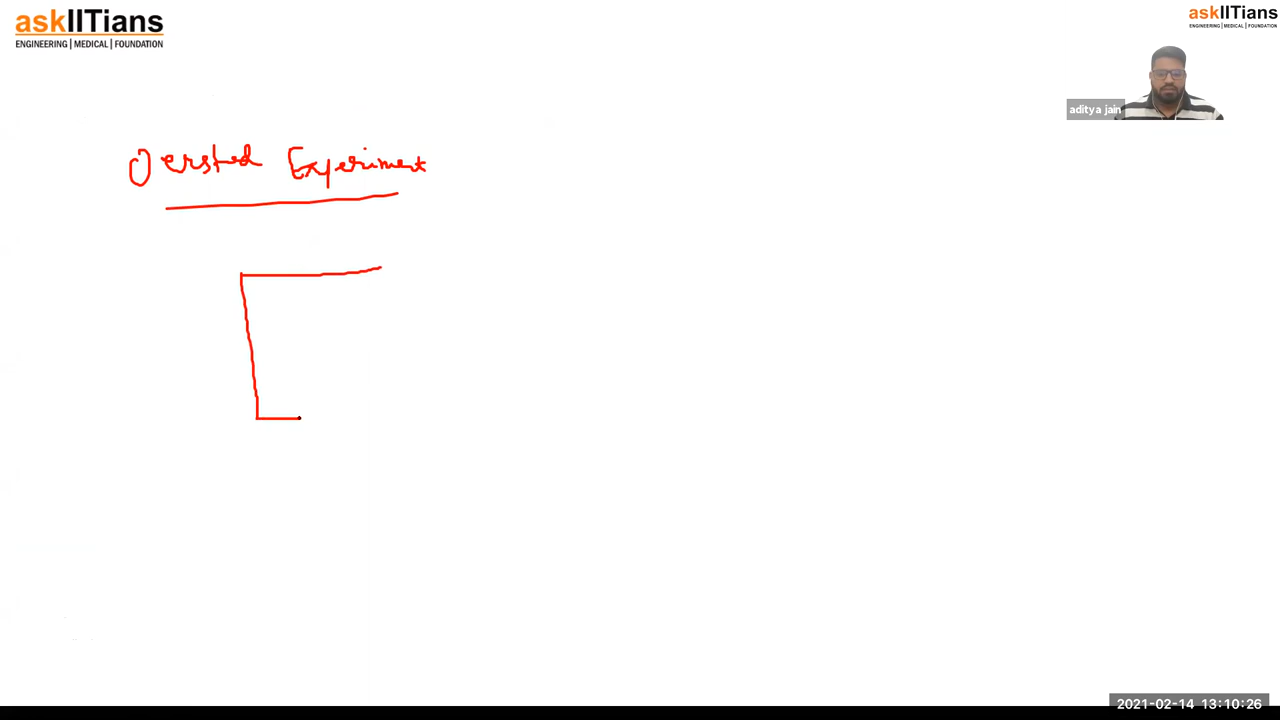 askIITians
ENGINEERING | MEDICAL | FOUNDATION
askIITians
ENGINEERING | MEDICAL | FOUNDATION
aditya jain
Oersted Experiment
2021-02-14 13:10:26